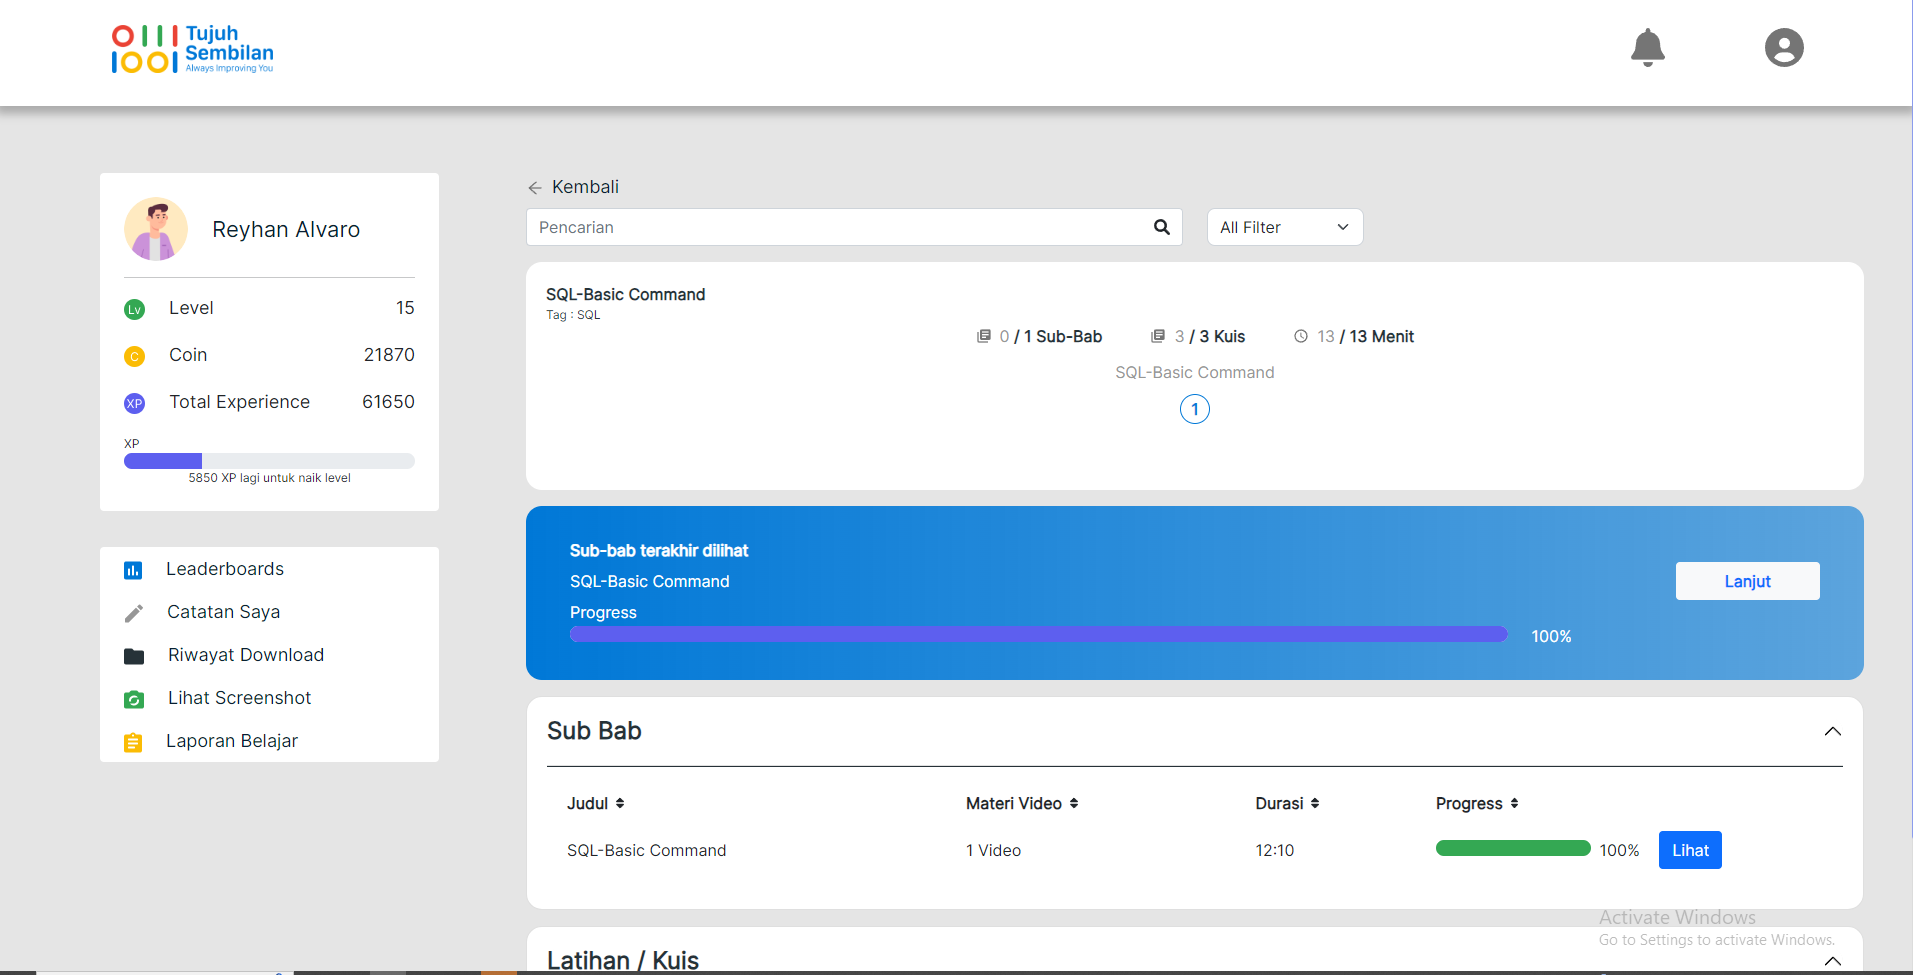 Tujuh
Sembilan
Always Improving You
Reyhan Alvaro
Lv Level 15
C Coin 21870
XP Total Experience 61650
XP
5850 XP lagi untuk naik level
Leaderboards
Catatan Saya
Riwayat Download
Lihat Screenshot
Laporan Belajar
Kembali
Pencarian
All Filter
SQL-Basic Command
Tag : SQL
0 / 1 Sub-Bab 3 / 3 Kuis 13 / 13 Menit
SQL-Basic Command
1
Sub-bab terakhir dilihat
SQL-Basic Command
Lanjut
Progress
100%
Sub Bab
Judul Materi Video Durasi Progress
SQL-Basic Command 1 Video 12:10 100% Lihat
Latihan / Kuis
Activate Windows
Go to Settings to activate Windows.